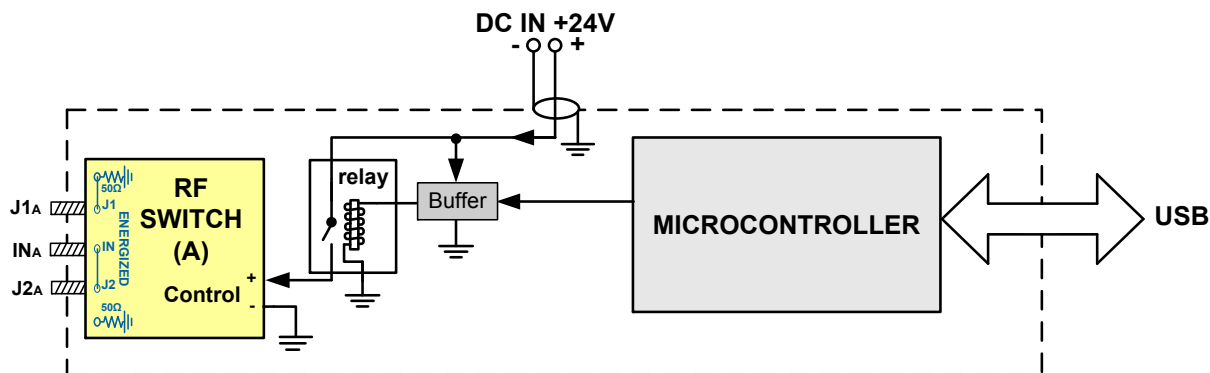 DC IN +24V
- +
relay
Buffer
MICROCONTROLLER
USB
RF
SWITCH
(A)
Control
+
-
50Ω
J1
ENERGIZED
IN
J2
50Ω
J1A
INA
J2A